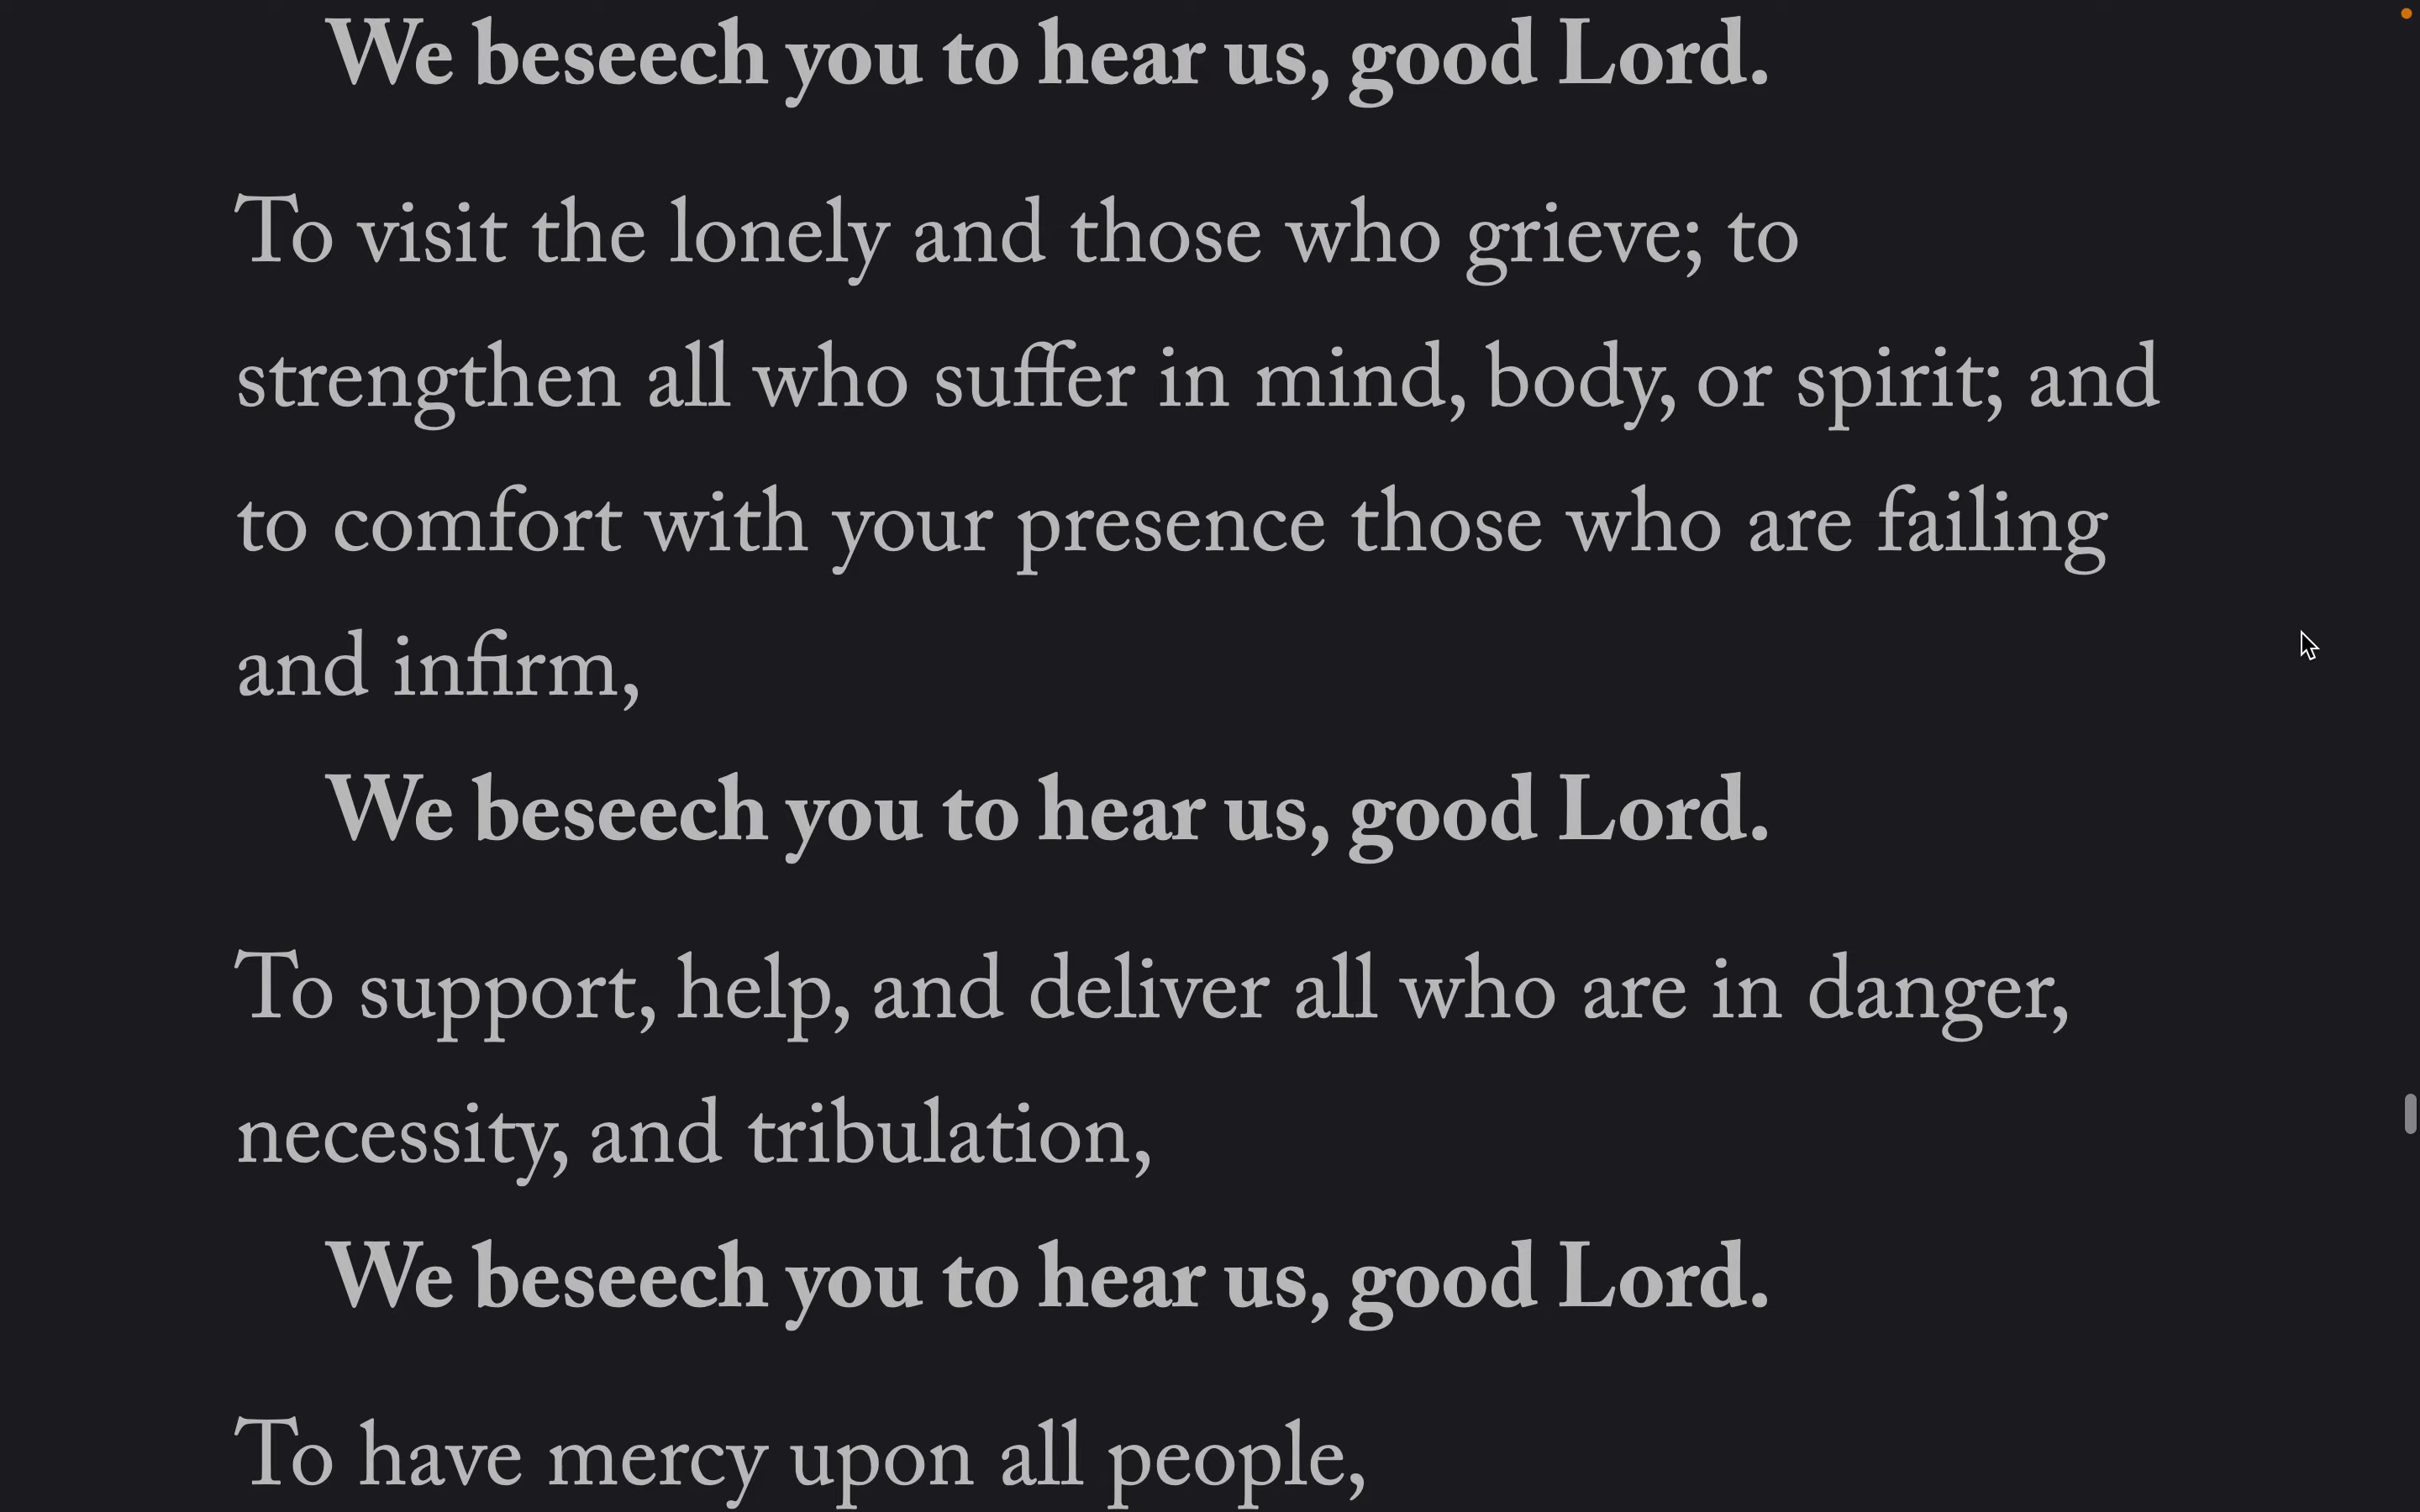 We beseech you to hear us, good Lord.
To visit the lonely and those who grieve; to
strengthen all who suffer in mind, body, or spirit; and
to comfort with your presence those who are failing
and infirm,
We beseech you to hear us, good Lord.
To support, help, and deliver all who are in danger,
necessity, and tribulation,
We beseech you to hear us, good Lord.
To have mercy upon all people,